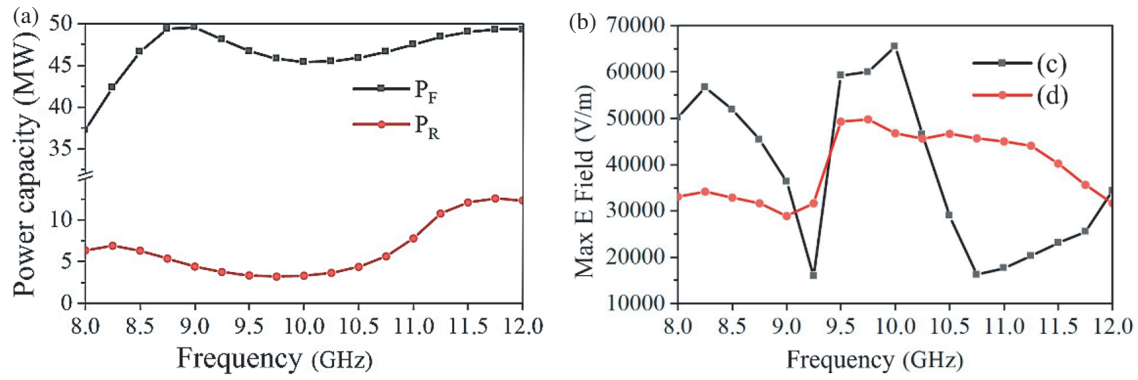 (a)
Power capacity (MW)
50
45
40
35
10
5
0
P_F
P_R
8.0 8.5 9.0 9.5 10.0 10.5 11.0 11.5 12.0
Frequency (GHz)
(b)
Max E Field (V/m)
70000
60000
50000
40000
30000
20000
10000
(c)
(d)
8.0 8.5 9.0 9.5 10.0 10.5 11.0 11.5 12.0
Frequency (GHz)